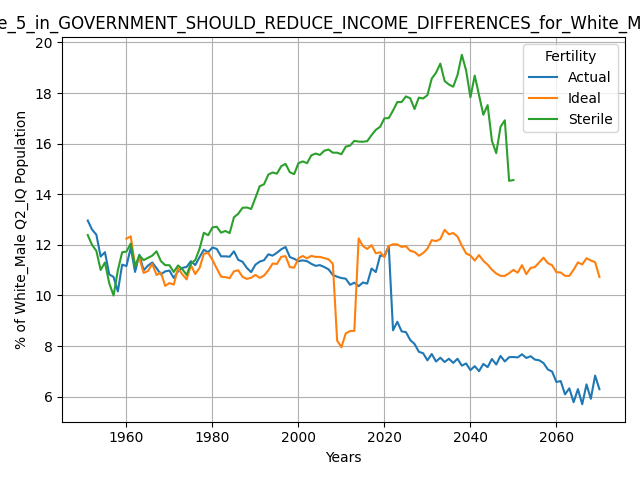 e_5_in_GOVERNMENT_SHOULD_REDUCE_INCOME_DIFFERENCES_for_White_M
20
18
16
14
12
10
8
6
% of White_Male Q2_IQ Population
Fertility
Actual
Ideal
Sterile
1960 1980 2000 2020 2040 2060
Years